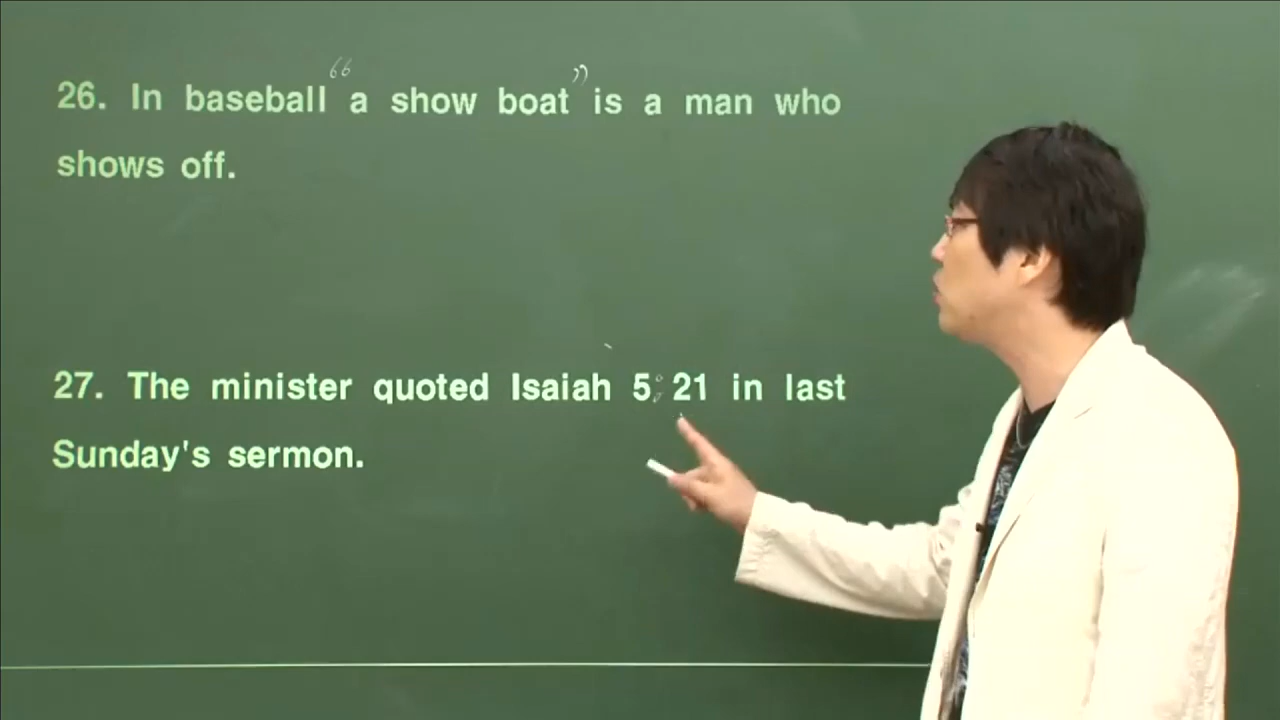 26. In baseball “a show boat” is a man who
shows off.
27. The minister quoted Isaiah 5:21 in last
Sunday's sermon.